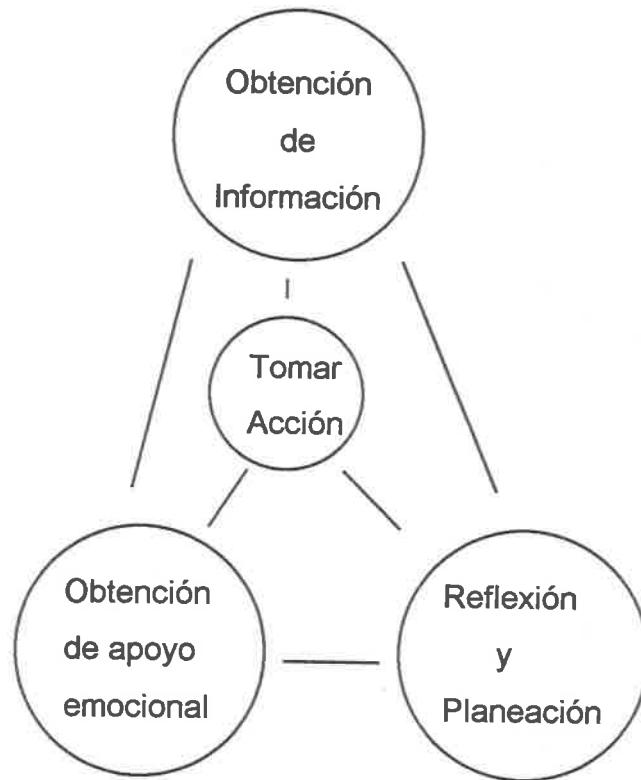 Obtención
de
Información
Tomar
Acción
Obtención
de apoyo
emocional
Reflexión
y
Planeación